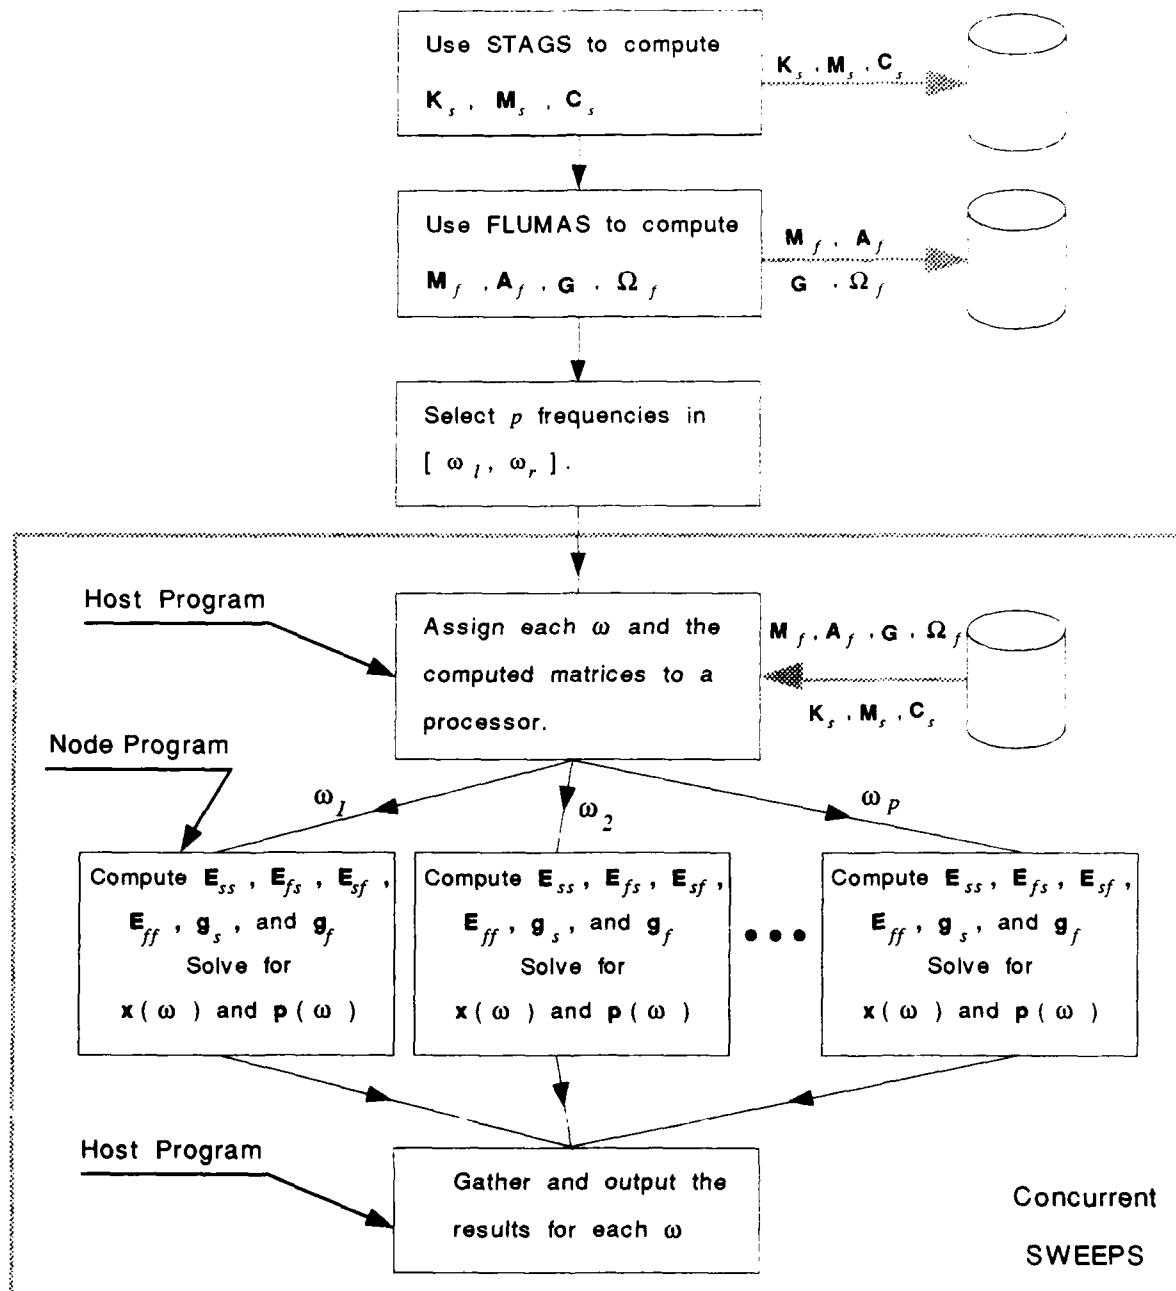 Use STAGS to compute
K_s , M_s , C_s
K_s , M_s , C_s
Use FLUMAS to compute
M_f , A_f , G , Ω_f
M_f , A_f
G , Ω_f
Select p frequencies in
[ ω_l , ω_r ] .
Host Program
Assign each ω and the
computed matrices to a
processor.
M_f , A_f , G , Ω_f
K_s , M_s , C_s
Node Program
ω_1
ω_2
ω_p
Compute E_ss , E_fs , E_sf ,
E_ff , g_s , and g_f
Solve for
x ( ω ) and p ( ω )
Compute E_ss , E_fs , E_sf ,
E_ff , g_s , and g_f
Solve for
x ( ω ) and p ( ω )
•••
Compute E_ss , E_fs , E_sf ,
E_ff , g_s , and g_f
Solve for
x ( ω ) and p ( ω )
Host Program
Gather and output the
results for each ω
Concurrent
SWEEPS